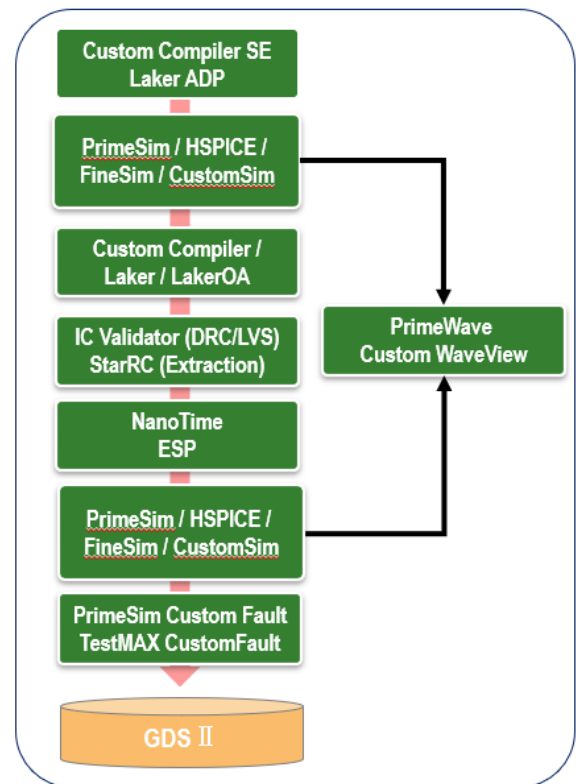 Custom Compiler SE
Laker ADP
PrimeSim / HSPICE /
FineSim / CustomSim
Custom Compiler /
Laker / LakerOA
IC Validator (DRC/LVS)
StarRC (Extraction)
NanoTime
ESP
PrimeSim / HSPICE /
FineSim / CustomSim
PrimeSim Custom Fault
TestMAX CustomFault
GDS Ⅱ
PrimeWave
Custom WaveView